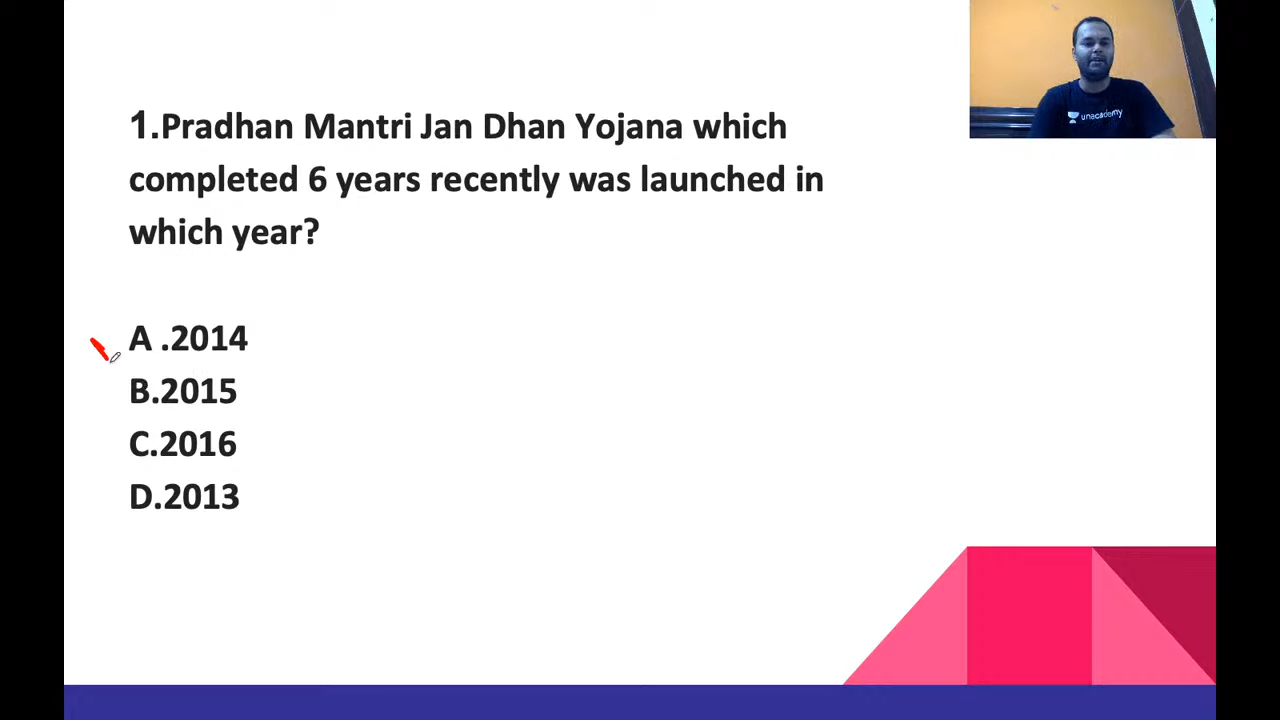 1.Pradhan Mantri Jan Dhan Yojana which
completed 6 years recently was launched in
which year?
A .2014
B.2015
C.2016
D.2013
unacademy